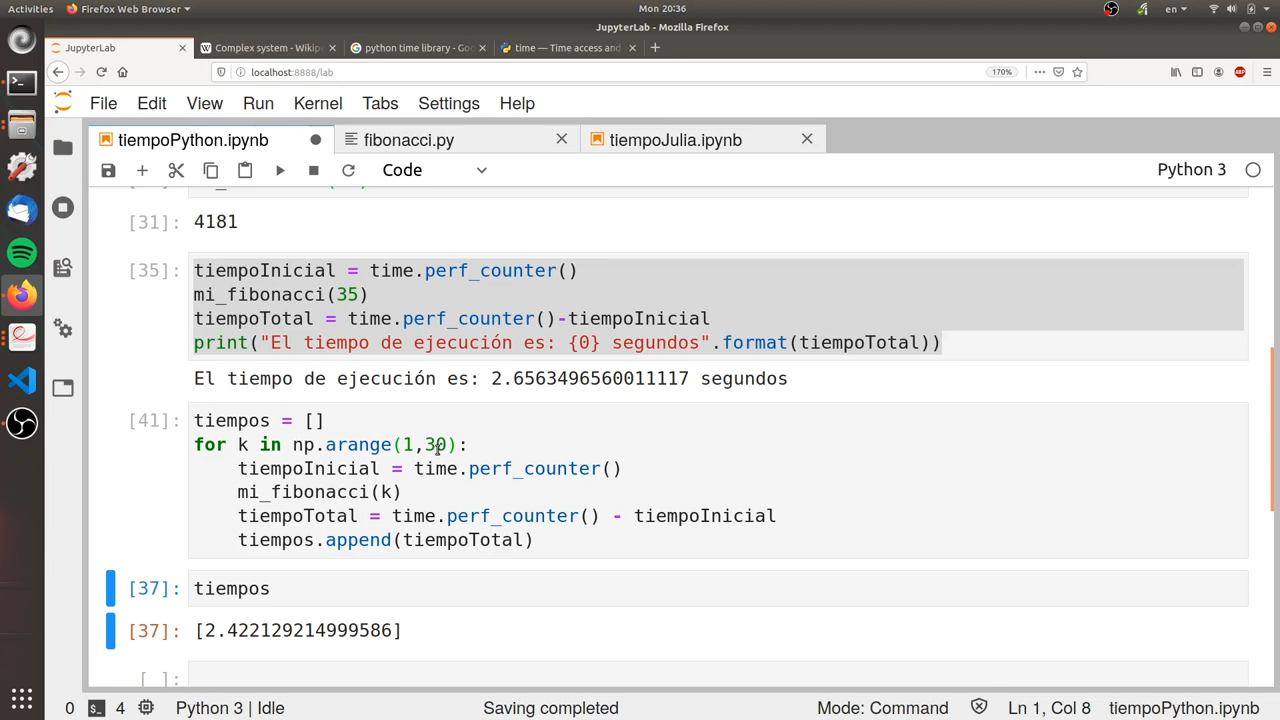 Activities
Firefox Web Browser
Mon 20:36
en
JupyterLab - Mozilla Firefox
JupyterLab
Complex system - Wikip
python time library - Goo
time — Time access and
localhost:8888/lab
170%
ABP
File Edit View Run Kernel Tabs Settings Help
tiempoPython.ipynb
fibonacci.py
tiempoJulia.ipynb
Code
Python 3
[31]: 4181
[35]: tiempoInicial = time.perf_counter()
mi_fibonacci(35)
tiempoTotal = time.perf_counter()-tiempoInicial
print("El tiempo de ejecución es: {0} segundos".format(tiempoTotal))
El tiempo de ejecución es: 2.6563496560011117 segundos
[41]: tiempos = []
for k in np.arange(1,30):
    tiempoInicial = time.perf_counter()
    mi_fibonacci(k)
    tiempoTotal = time.perf_counter() - tiempoInicial
    tiempos.append(tiempoTotal)
[37]: tiempos
[37]: [2.422129214999586]
[ ]:
0 $_ 4 Python 3 | Idle Saving completed Mode: Command Ln 1, Col 8 tiempoPython.ipynb